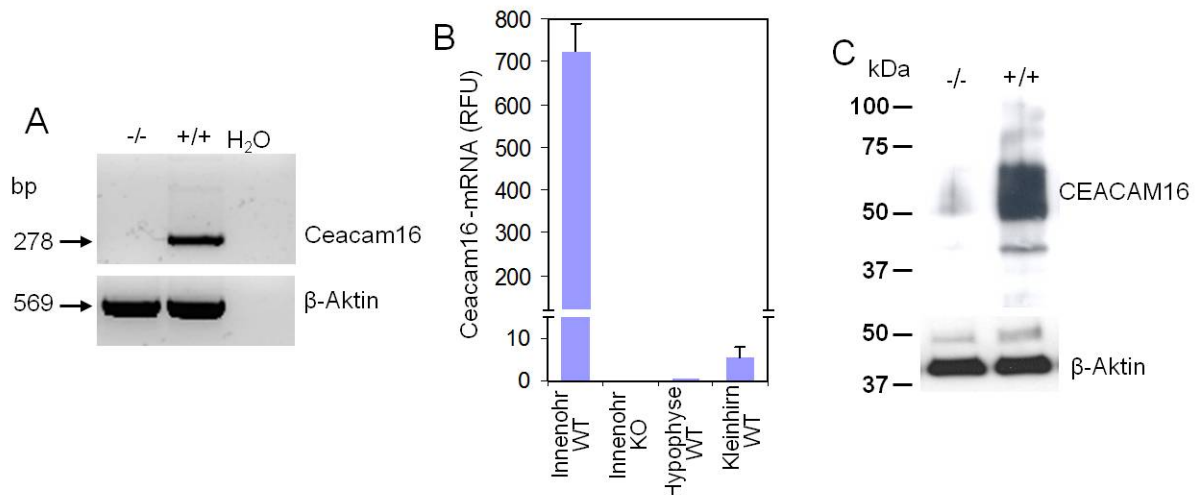 A
-/- +/+ H₂O
bp
278
Ceacam16
569
β-Aktin
B
Ceacam16-mRNA (RFU)
800
700
600
500
400
300
200
10
0
Innenohr WT
Innenohr KO
Hypophyse WT
Kleinhirn WT
C
kDa
-/- +/+
100
75
50
37
CEACAM16
50
37
β-Aktin